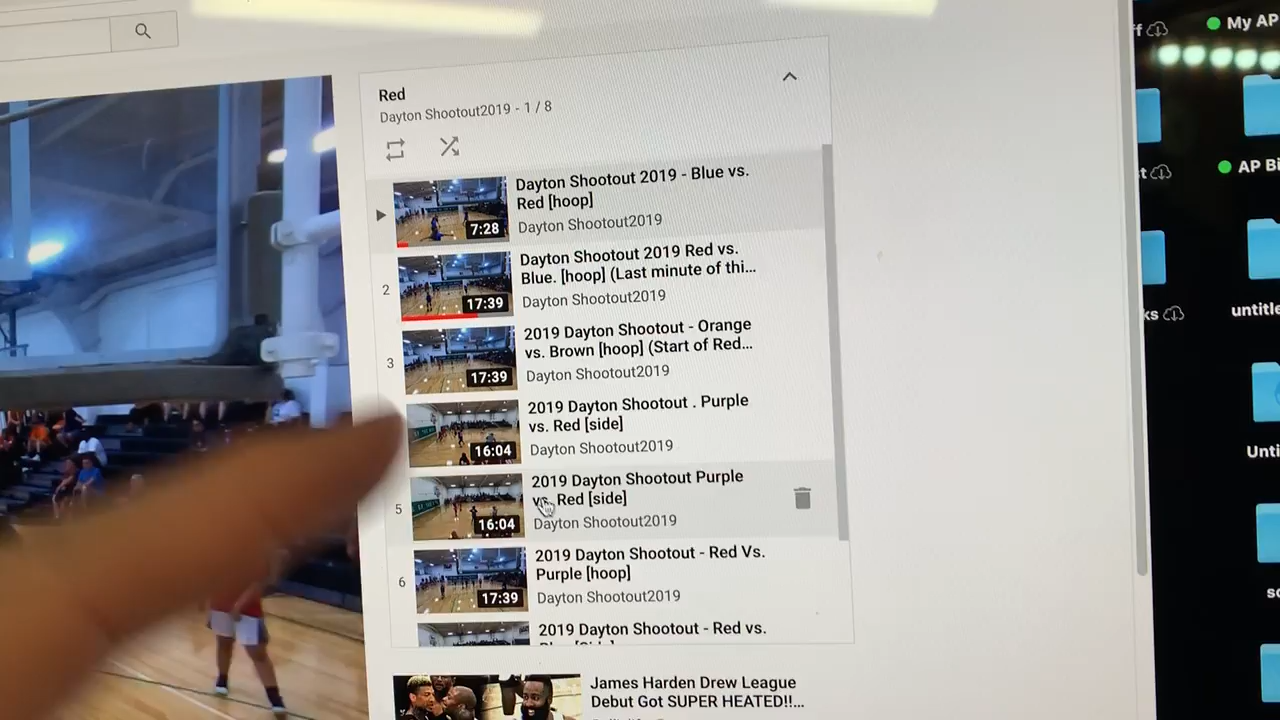 My AP
Red
Dayton Shootout2019 - 1 / 8
Dayton Shootout 2019 - Blue vs.
Red [hoop]
Dayton Shootout2019
7:28
AP Bi
2
Dayton Shootout 2019 Red vs.
Blue. [hoop] (Last minute of thi...
Dayton Shootout2019
17:39
untitle
3
2019 Dayton Shootout - Orange
vs. Brown [hoop] (Start of Red...
Dayton Shootout2019
17:39
2019 Dayton Shootout . Purple
vs. Red [side]
Dayton Shootout2019
16:04
Unti
5
2019 Dayton Shootout Purple
vs. Red [side]
Dayton Shootout2019
16:04
6
2019 Dayton Shootout - Red Vs.
Purple [hoop]
Dayton Shootout2019
17:39
2019 Dayton Shootout - Red vs.
James Harden Drew League
Debut Got SUPER HEATED!!...